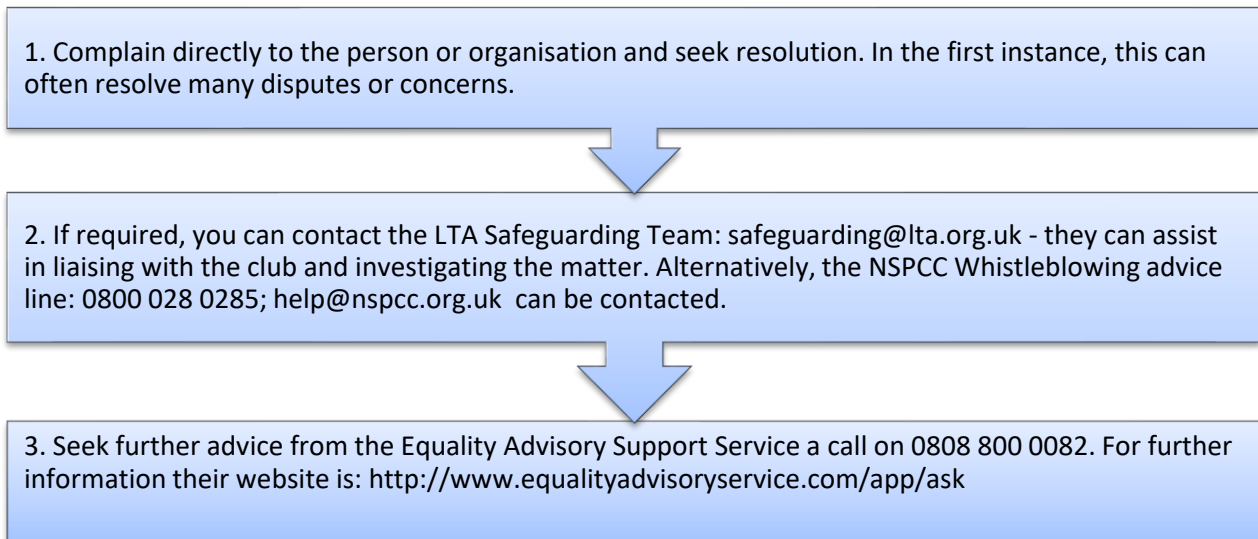 1. Complain directly to the person or organisation and seek resolution. In the first instance, this can
often resolve many disputes or concerns.
2. If required, you can contact the LTA Safeguarding Team: safeguarding@lta.org.uk - they can assist
in liaising with the club and investigating the matter. Alternatively, the NSPCC Whistleblowing advice
line: 0800 028 0285; help@nspcc.org.uk  can be contacted.
3. Seek further advice from the Equality Advisory Support Service a call on 0808 800 0082. For further
information their website is: http://www.equalityadvisoryservice.com/app/ask